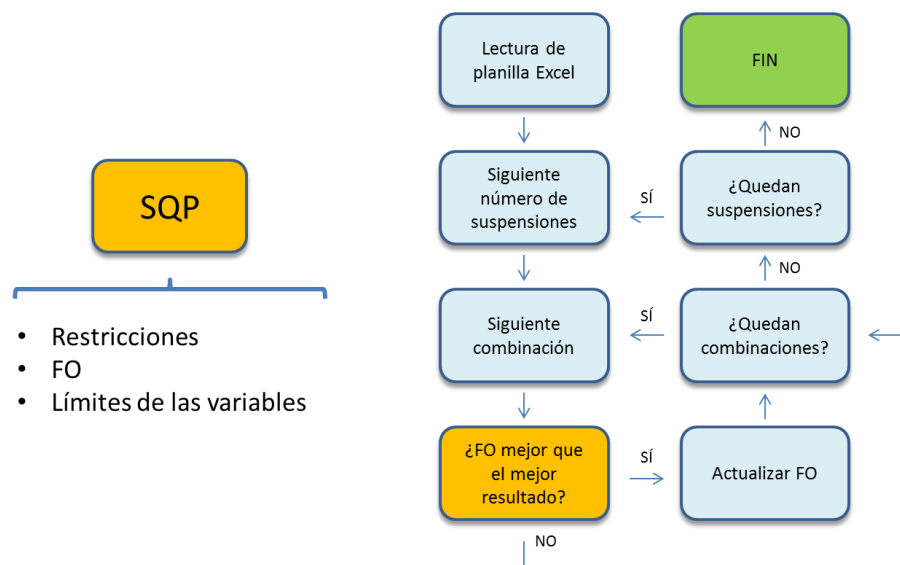 SQP
• Restricciones
• FO
• Límites de las variables
Lectura de
planilla Excel
FIN
NO
Siguiente
número de
suspensiones
SÍ
¿Quedan
suspensiones?
NO
Siguiente
combinación
SÍ
¿Quedan
combinaciones?
¿FO mejor que
el mejor
resultado?
SÍ
Actualizar FO
NO